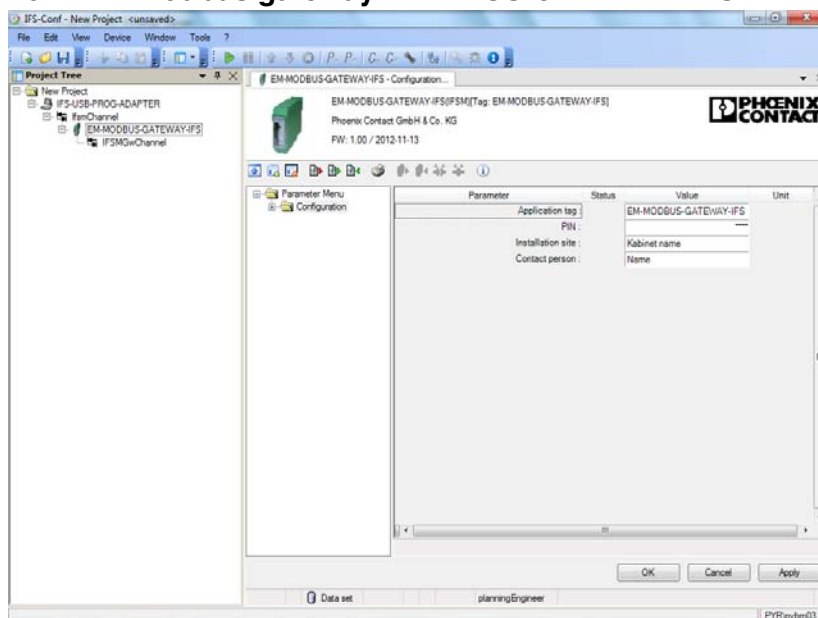 IFS-Conf - New Project <unsaved>
File Edit View Device Window Tools ?
Project Tree
New Project
IFS-USB-PROG-ADAPTER
IfsmChannel
EM-MODBUS-GATEWAY-IFS
IFSMGwChannel
EM-MODBUS-GATEWAY-IFS - Configuration...
EM-MODBUS-GATEWAY-IFS(IFSM)[Tag: EM-MODBUS-GATEWAY-IFS]
Phoenix Contact GmbH & Co. KG
FW: 1.00 / 2012-11-13
PHŒNIX
CONTACT
Parameter Menu
Configuration
Parameter Status Value Unit
Application tag : EM-MODBUS-GATEWAY-IFS
PIN : ****
Installation site : Kabinet name
Contact person : Name
OK Cancel Apply
Data set planningEngineer